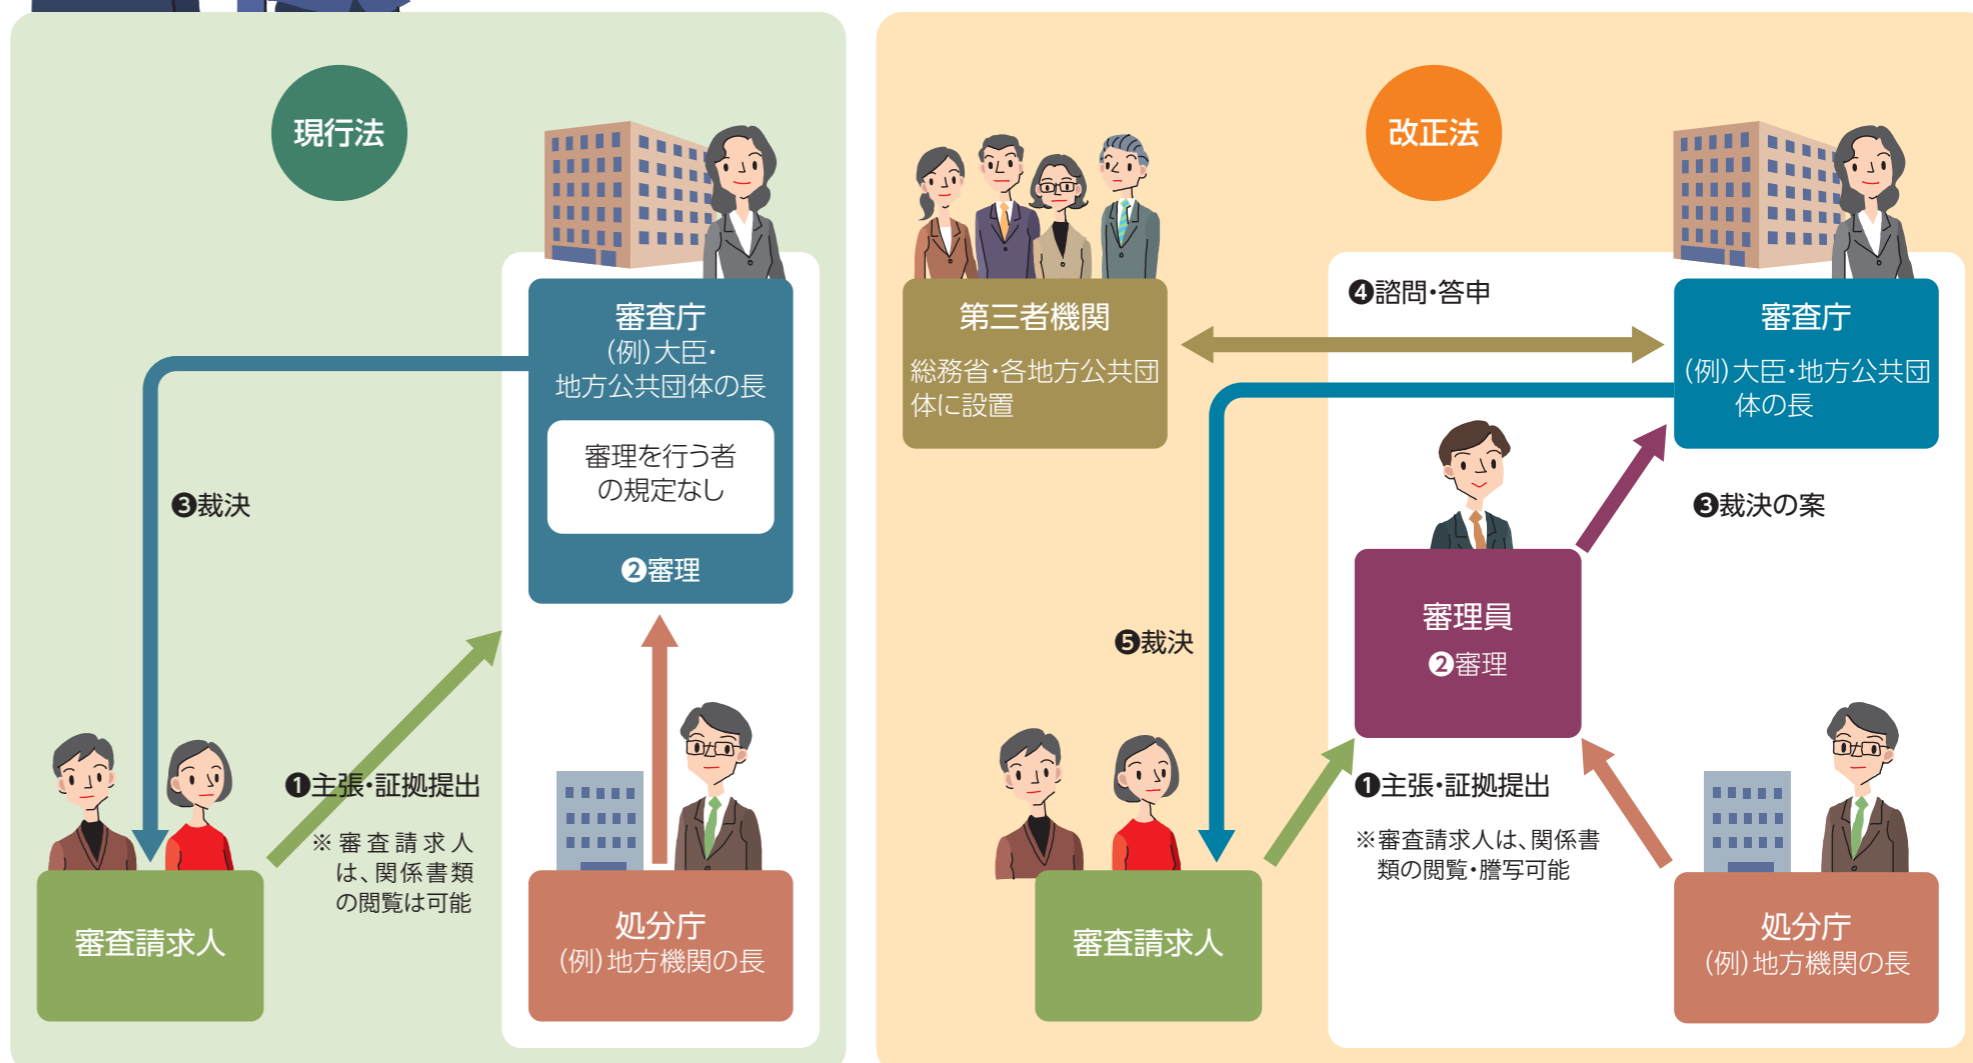 現行法
審査庁
(例)大臣・
地方公共団体の長
審理を行う者
の規定なし
❷審理
❸裁決
❶主張・証拠提出
※審査請求人
は、関係書類
の閲覧は可能
審査請求人
処分庁
(例)地方機関の長
改正法
第三者機関
総務省・各地方公共団
体に設置
❹諮問・答申
審査庁
(例)大臣・地方公共団
体の長
❸裁決の案
審理員
❷審理
❺裁決
❶主張・証拠提出
※審査請求人は、関係書
類の閲覧・謄写可能
審査請求人
処分庁
(例)地方機関の長